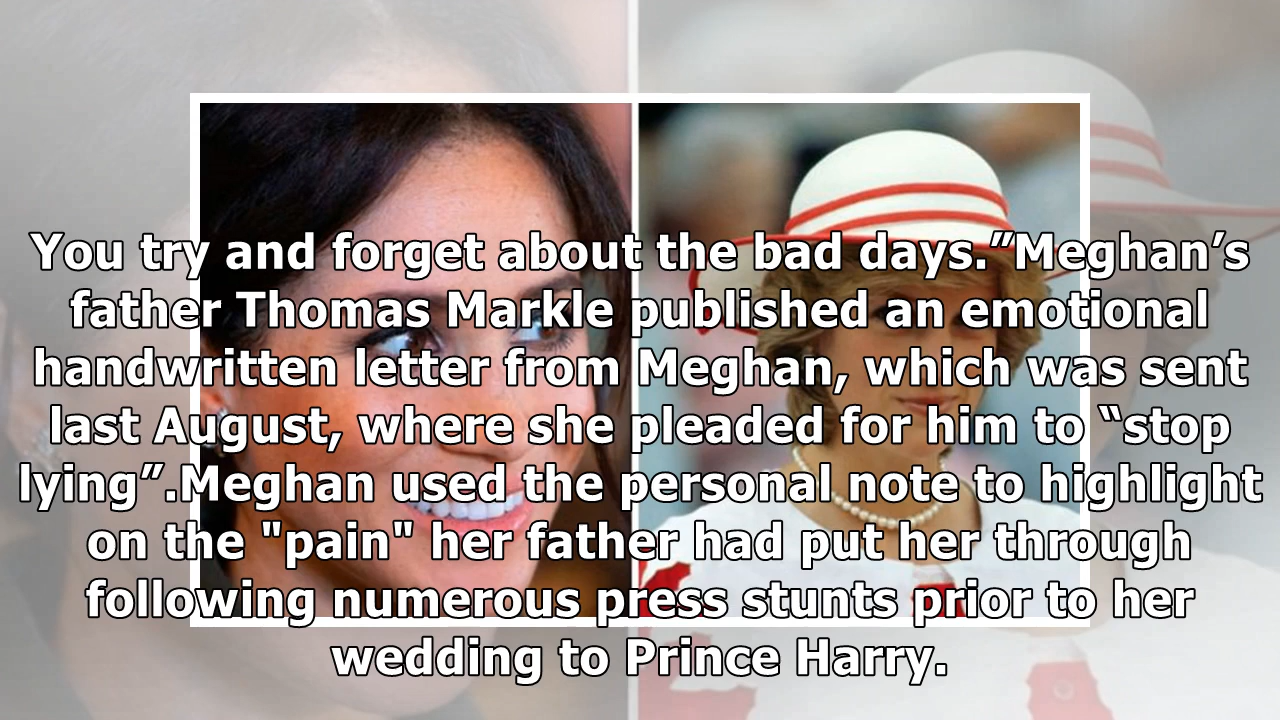 You try and forget about the bad days.”Meghan’s
father Thomas Markle published an emotional
handwritten letter from Meghan, which was sent
last August, where she pleaded for him to “stop
lying”.Meghan used the personal note to highlight
on the "pain" her father had put her through
following numerous press stunts prior to her
wedding to Prince Harry.